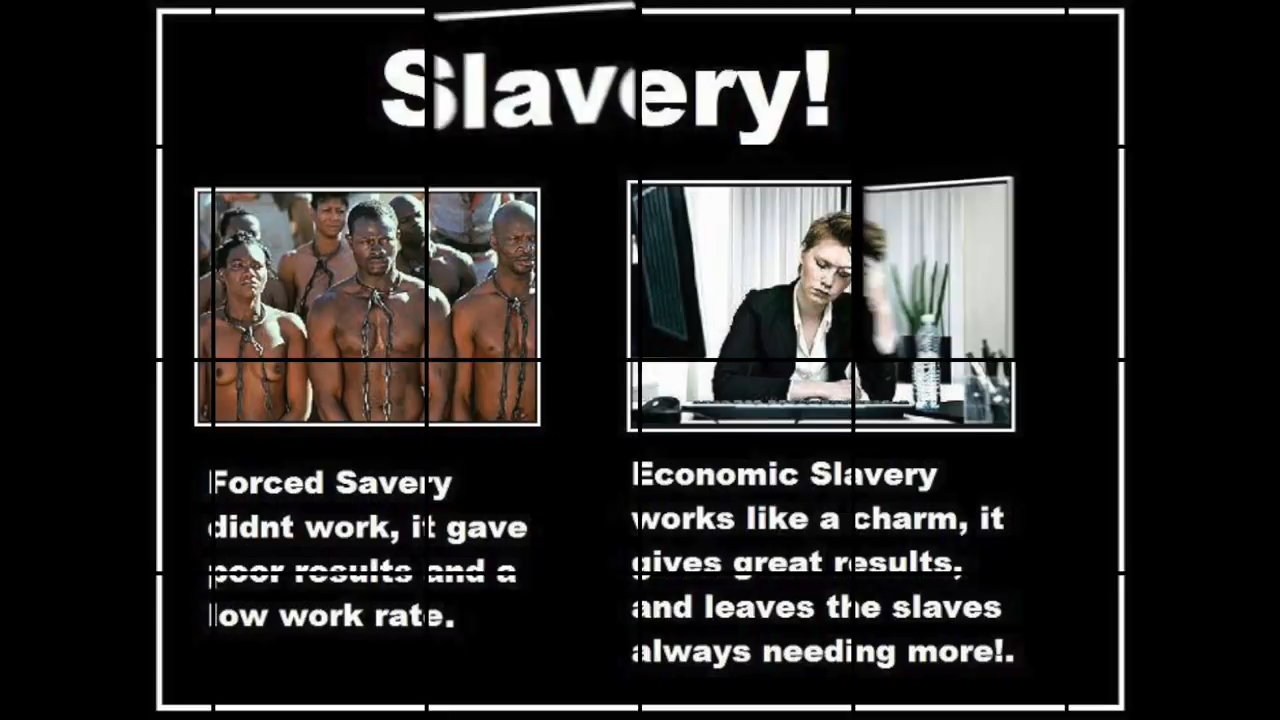 Slavery!
Forced Savery
didnt work, it gave
poor results and a
low work rate.
Economic Slavery
works like a charm, it
gives great results,
and leaves the slaves
always needing more!.